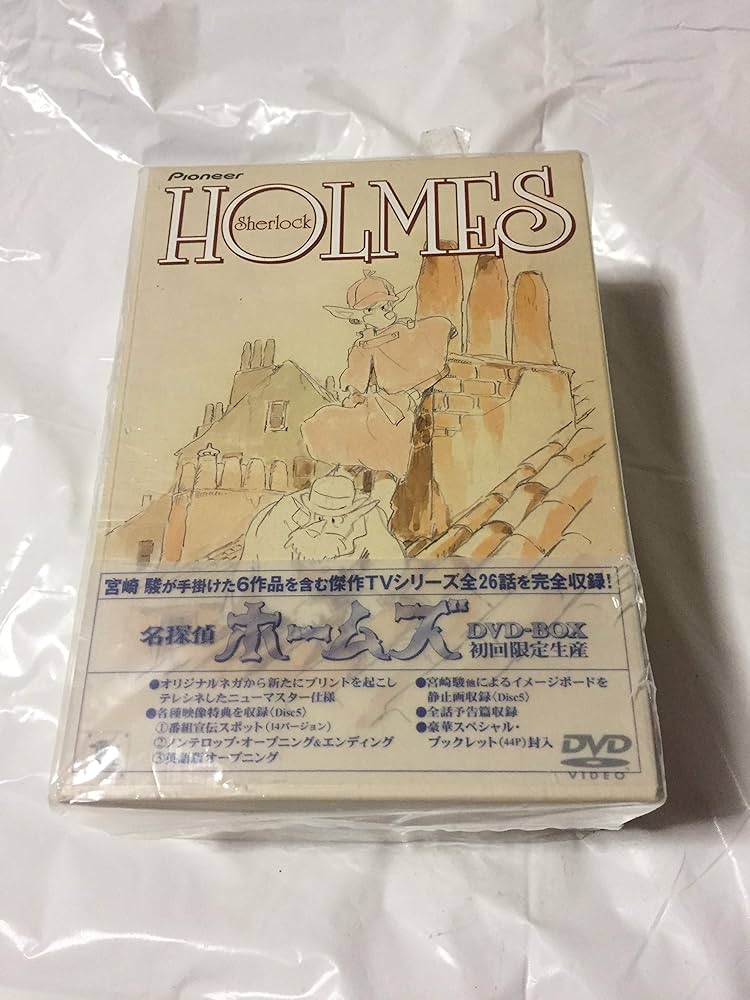 Pioneer
Sherlock
HOLMES
宮崎 駿が手掛けた6作品を含む傑作TVシリーズ全26話を完全収録!
名探偵 ホームズ DVD-BOX
初回限定生産
●オリジナルネガから新たにプリントを起こし
テレシネしたニューマスター仕様
●各種映像特典を収録〈Disc5〉
①番組宣伝スポット(14バージョン)
②ノンテロップ・オープニング&エンディング
③英語版オープニング
●宮崎駿他によるイメージボードを
静止画収録〈Disc5〉
●全話予告篇収録
●豪華スペシャル・
ブックレット(44P)封入
DVD
VIDEO